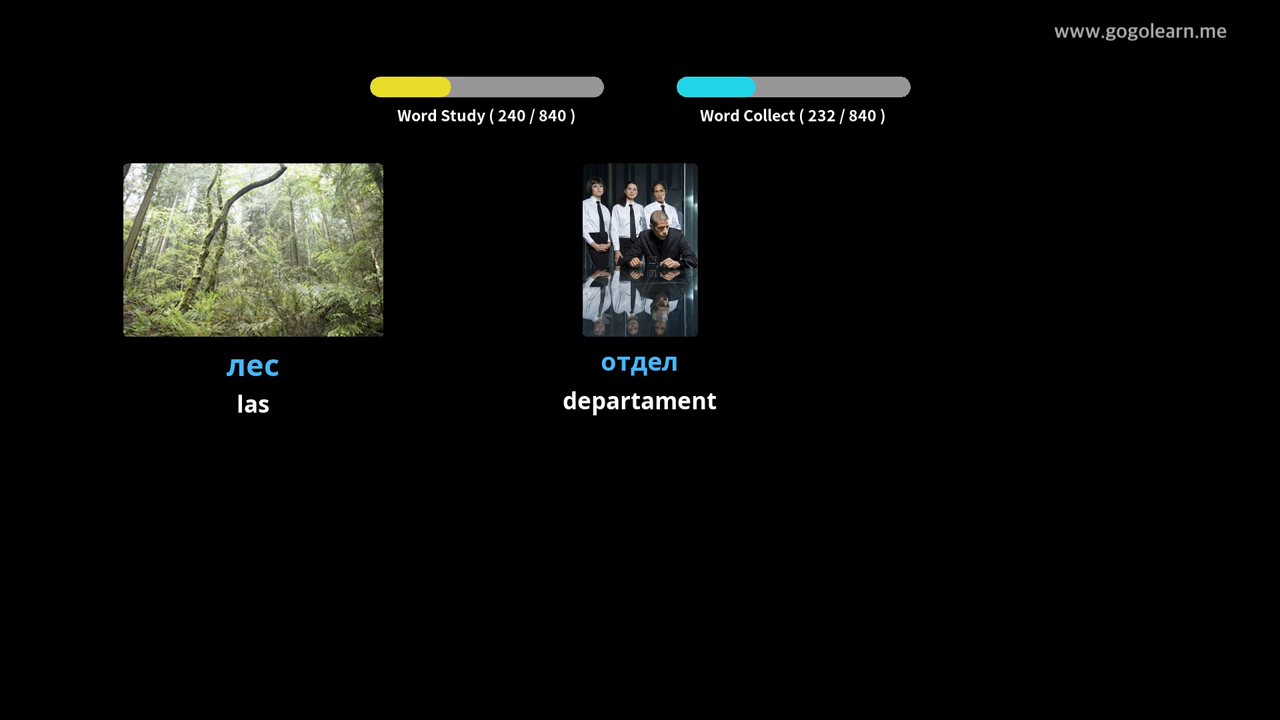 www.gogolearn.me
Word Study ( 240 / 840 )
Word Collect ( 232 / 840 )
лес
las
отдел
departament